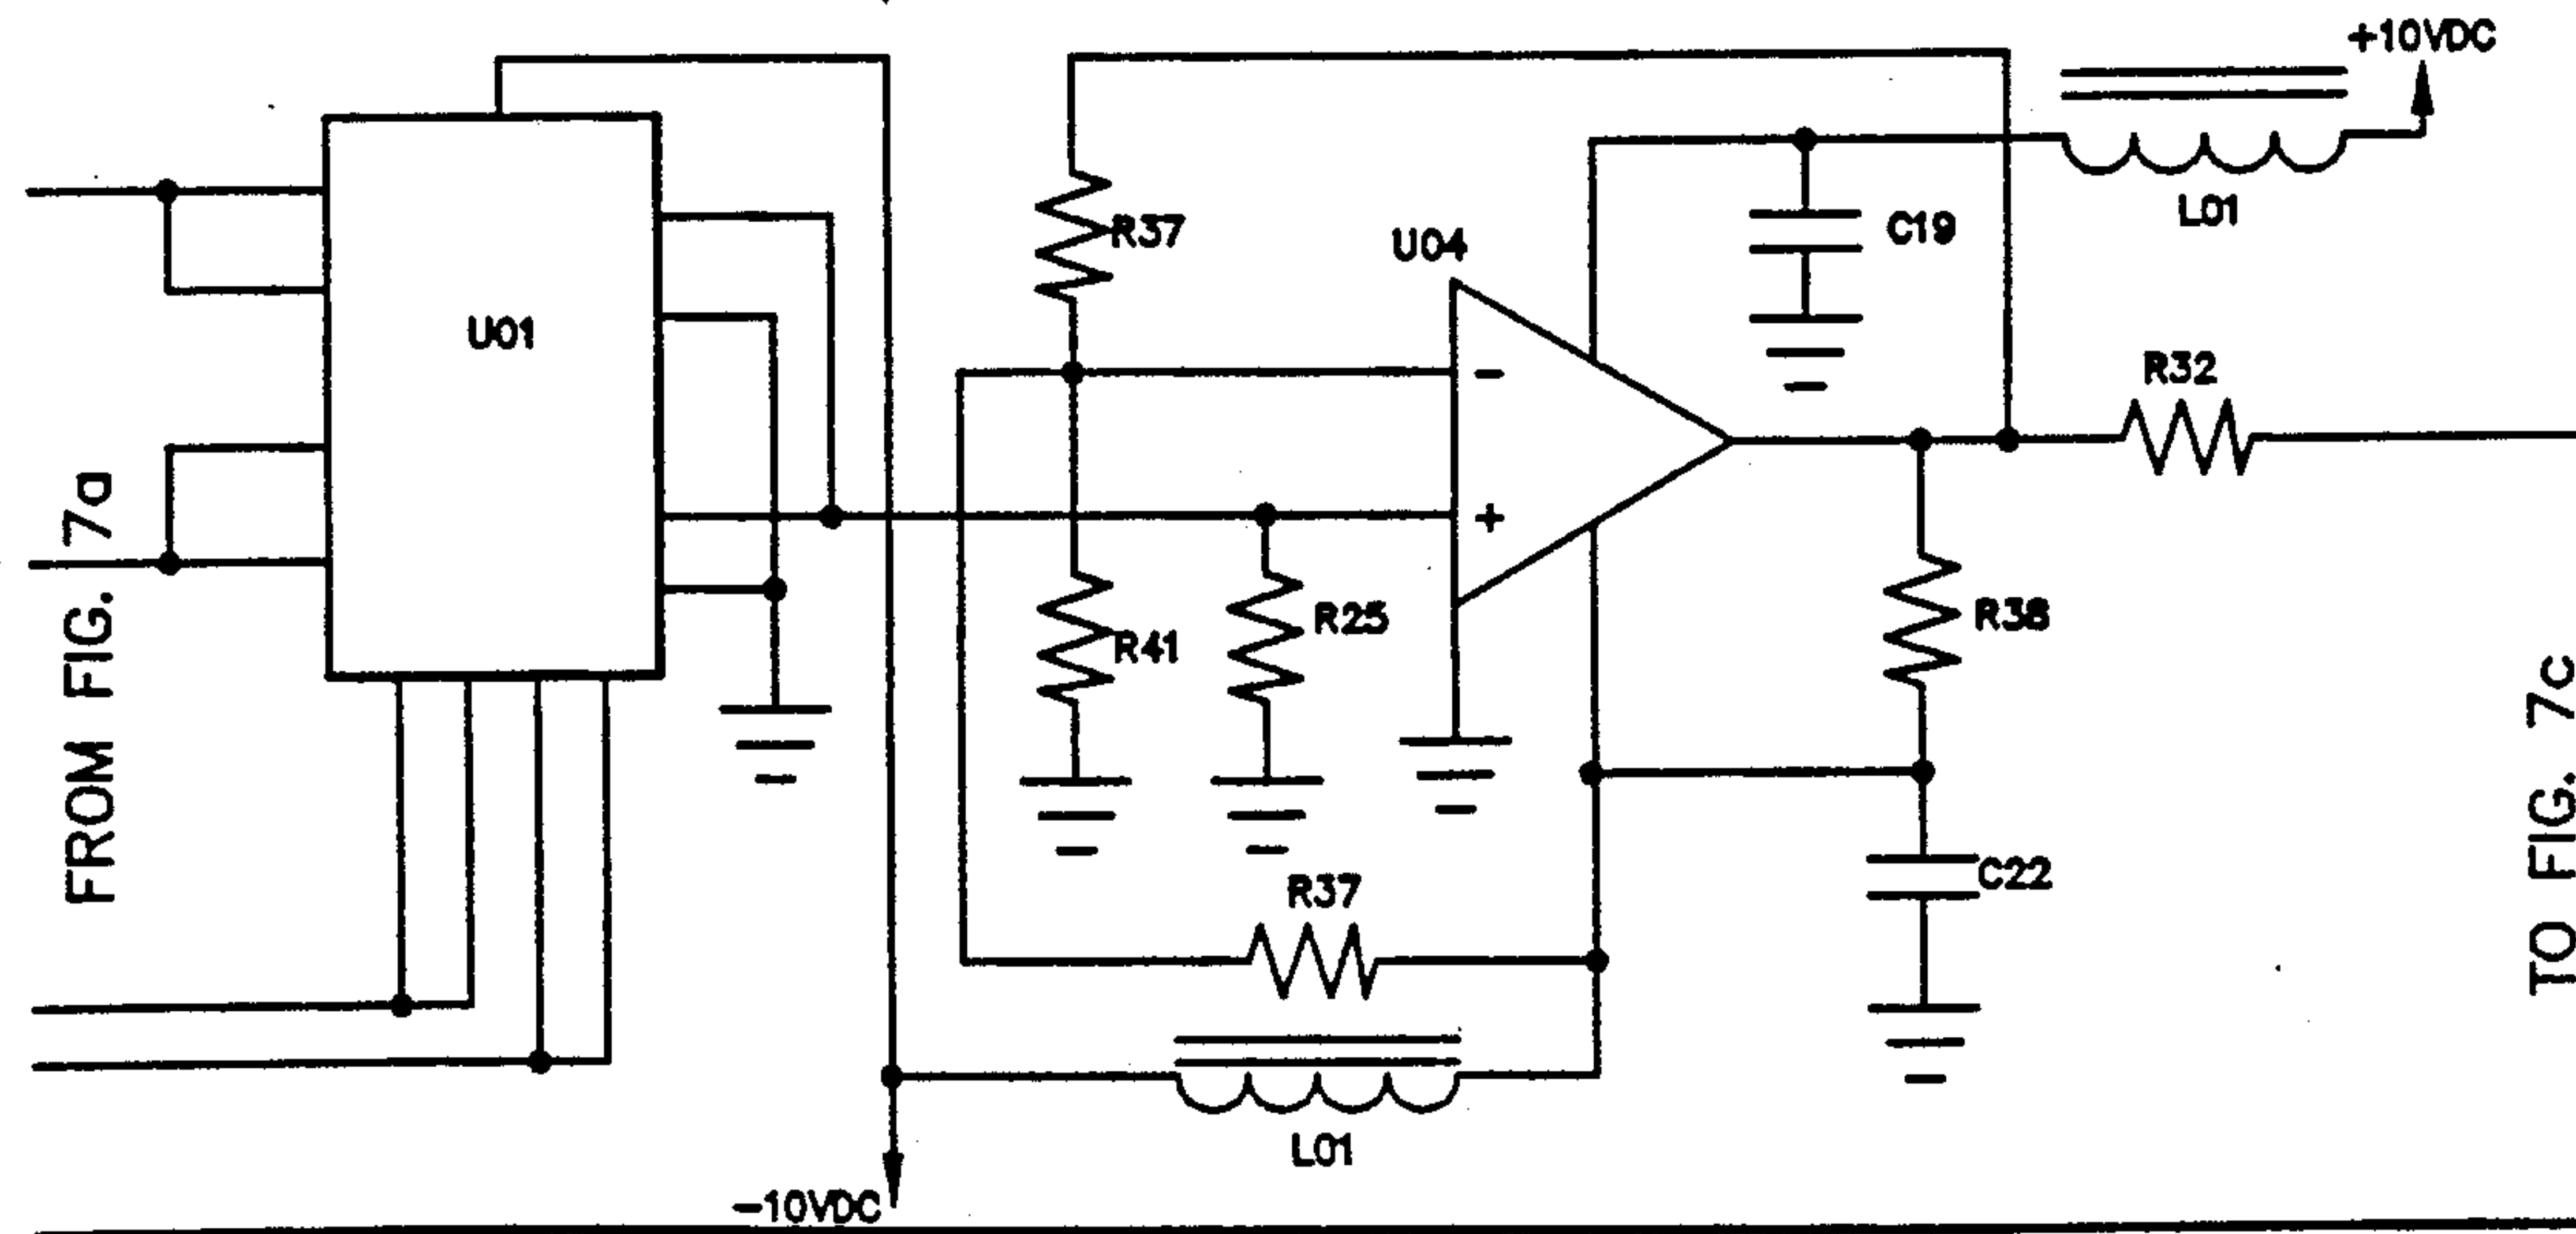 +10VDC
L01
R37
C19
U04
U01
-
R32
+
R25
R38
R41
FROM FIG. 7a
TO FIG. 7c
R37
C22
L01
-10VDC